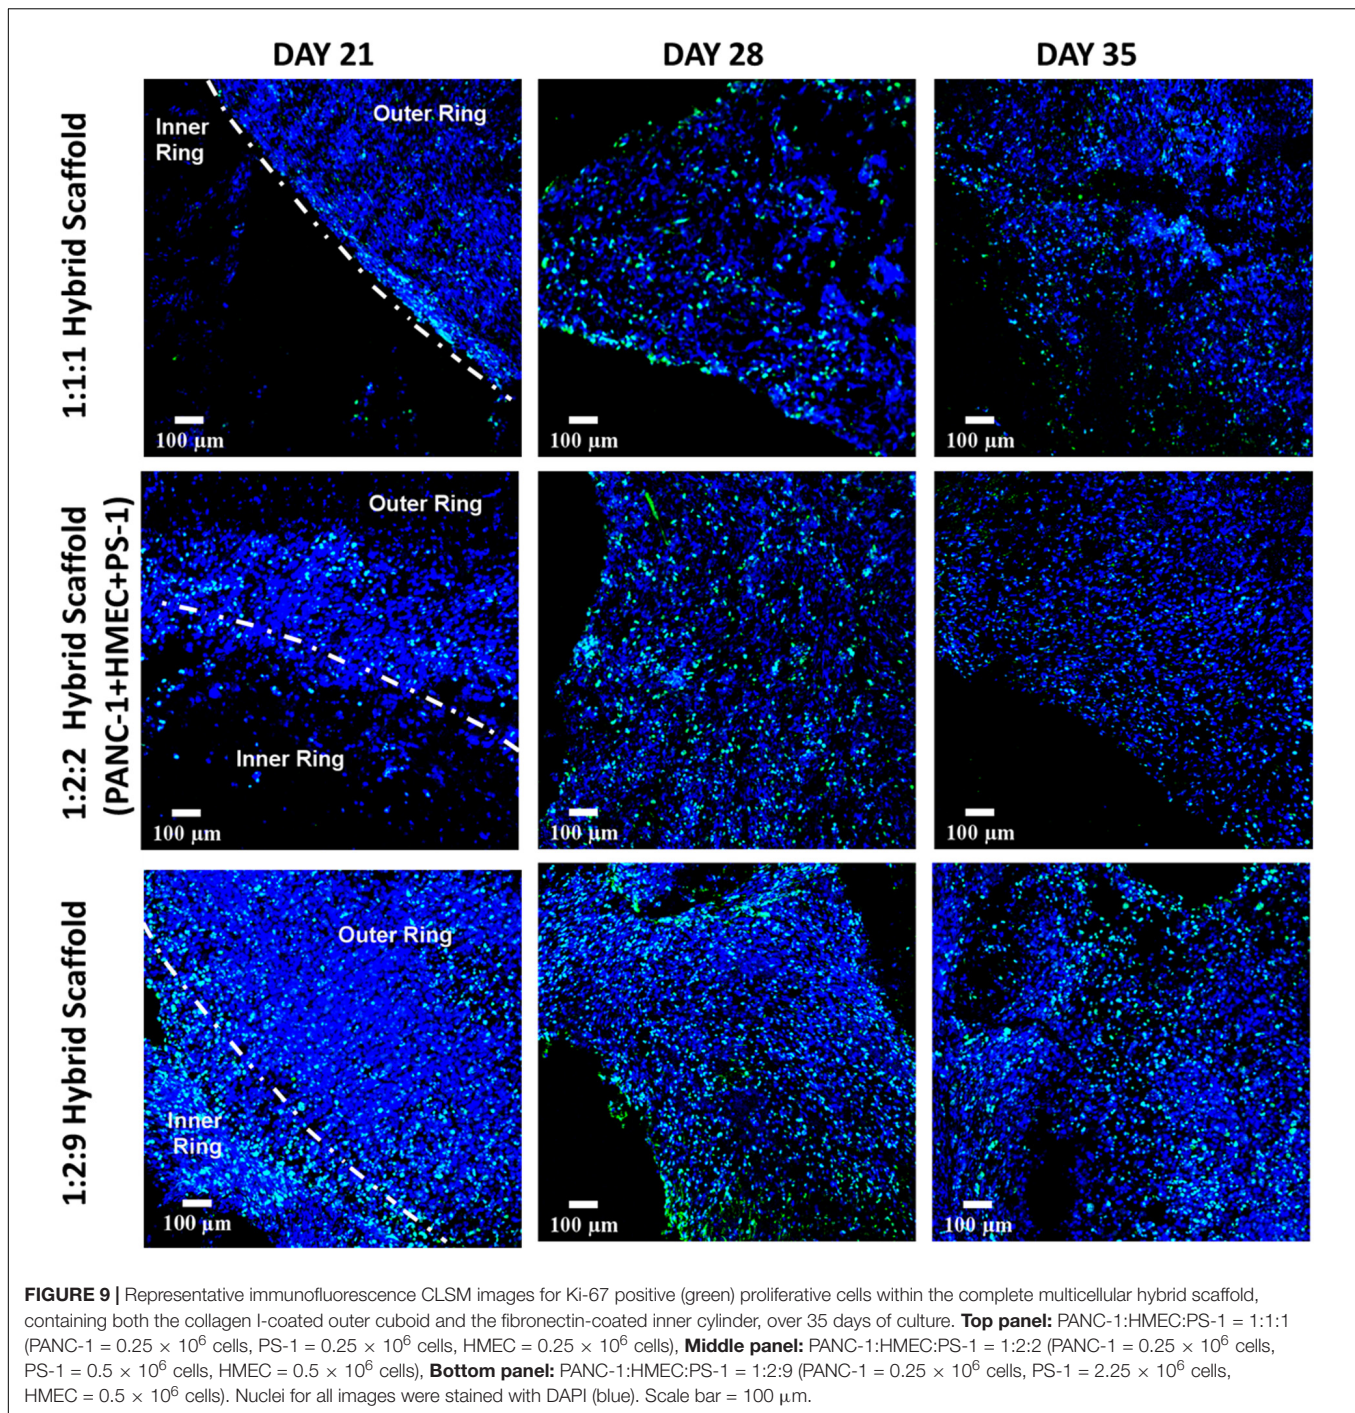 DAY 21
DAY 28
DAY 35
1:1:1 Hybrid Scaffold
Inner
Ring
Outer Ring
100 µm
100 µm
100 µm
1:2:2 Hybrid Scaffold
(PANC-1+HMEC+PS-1)
Outer Ring
Inner Ring
100 µm
100 µm
100 µm
1:2:9 Hybrid Scaffold
Outer Ring
Inner
Ring
100 µm
100 µm
100 µm
FIGURE 9 | Representative immunofluorescence CLSM images for Ki-67 positive (green) proliferative cells within the complete multicellular hybrid scaffold,
containing both the collagen I-coated outer cuboid and the fibronectin-coated inner cylinder, over 35 days of culture. Top panel: PANC-1:HMEC:PS-1 = 1:1:1
(PANC-1 = 0.25 × 10⁶ cells, PS-1 = 0.25 × 10⁶ cells, HMEC = 0.25 × 10⁶ cells), Middle panel: PANC-1:HMEC:PS-1 = 1:2:2 (PANC-1 = 0.25 × 10⁶ cells,
PS-1 = 0.5 × 10⁶ cells, HMEC = 0.5 × 10⁶ cells), Bottom panel: PANC-1:HMEC:PS-1 = 1:2:9 (PANC-1 = 0.25 × 10⁶ cells, PS-1 = 2.25 × 10⁶ cells,
HMEC = 0.5 × 10⁶ cells). Nuclei for all images were stained with DAPI (blue). Scale bar = 100 µm.